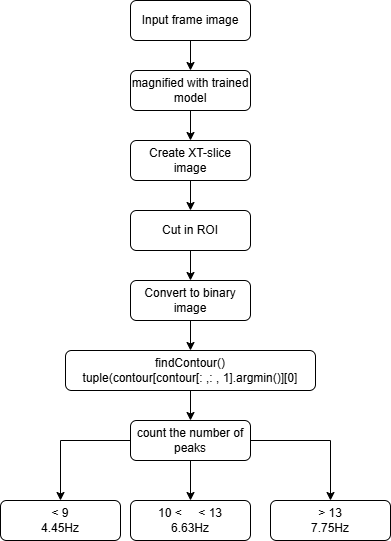 Input frame image
magnified with trained
model
Create XT-slice
image
Cut in ROI
Convert to binary
image
findContour()
tuple(contour[contour[: ,: , 1].argmin()][0]
count the number of
peaks
< 9
4.45Hz
10 <    < 13
6.63Hz
> 13
7.75Hz